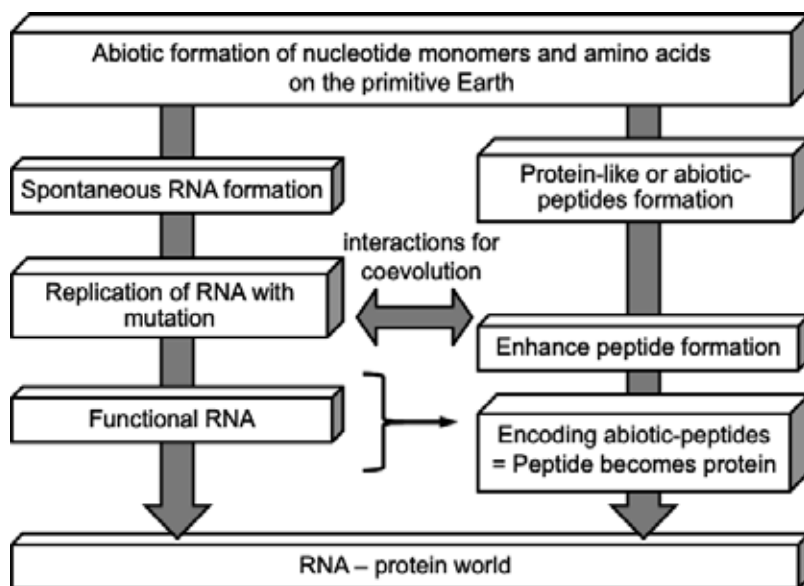 Abiotic formation of nucleotide monomers and amino acids
on the primitive Earth
Spontaneous RNA formation
Protein-like or abiotic-
peptides formation
interactions for
coevolution
Replication of RNA with
mutation
Enhance peptide formation
Functional RNA
Encoding abiotic-peptides
= Peptide becomes protein
RNA – protein world